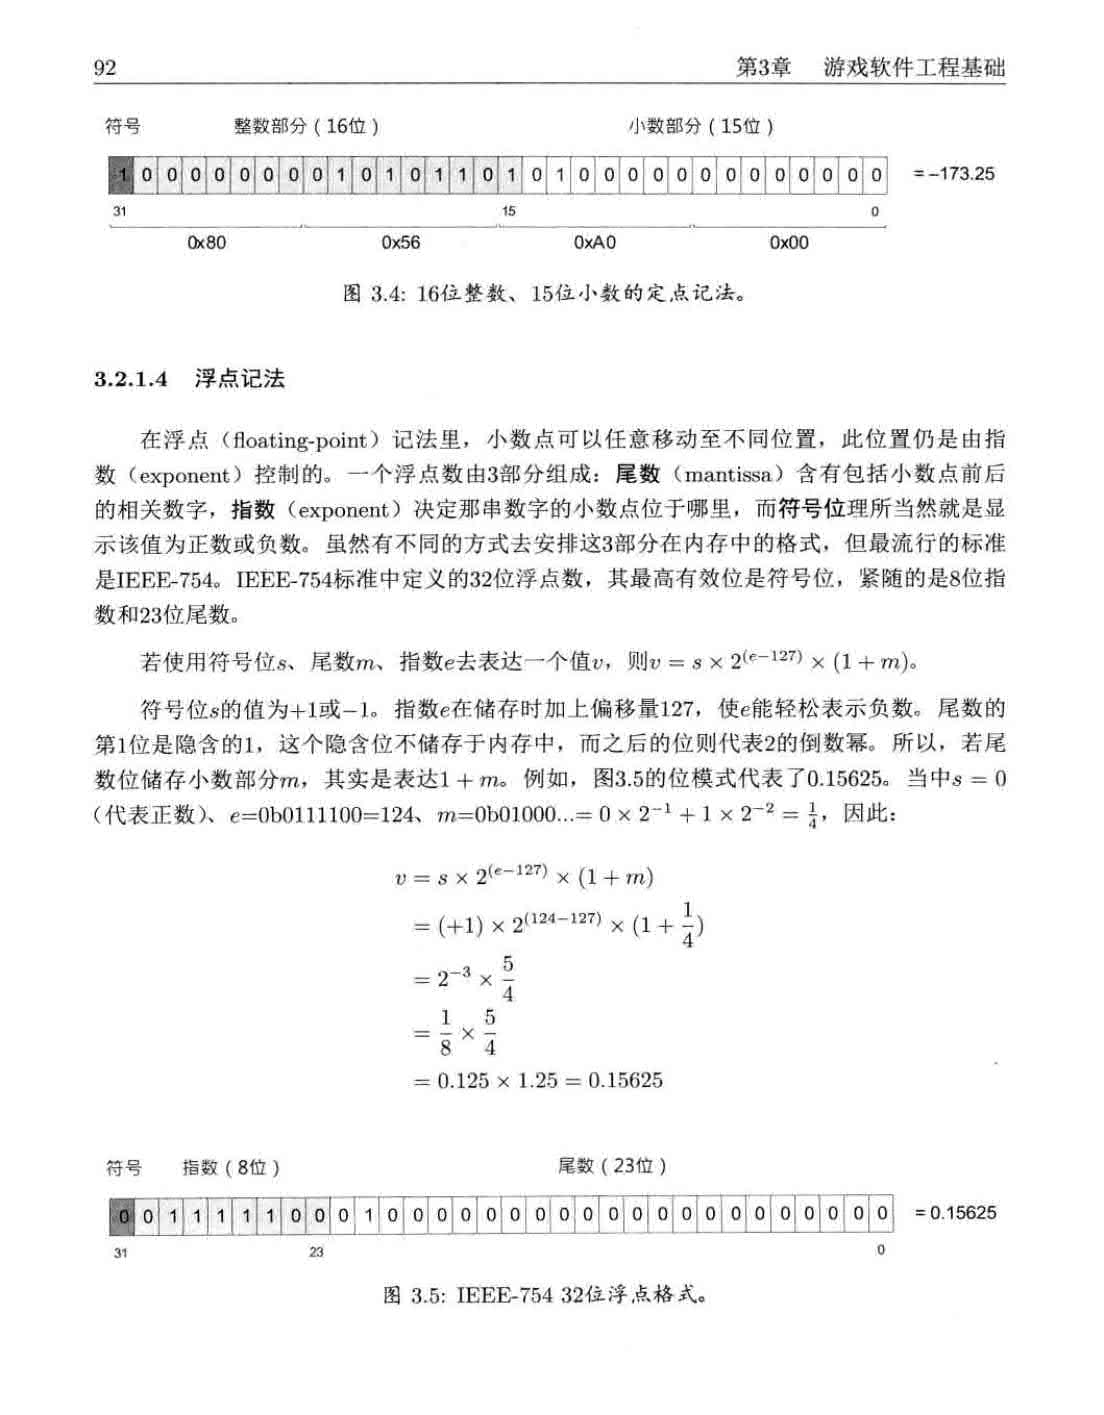 92 第3章 游戏软件工程基础
符号 整数部分（16位） 小数部分（15位）
1 0 0 0 0 0 0 0 0 1 0 1 0 1 1 0 1 0 1 0 0 0 0 0 0 0 0 0 0 0 0 0 =–173.25
31 15 0
0x80 0x56 0xA0 0x00
图 3.4: 16位整数、15位小数的定点记法。
3.2.1.4 浮点记法
在浮点（floating-point）记法里，小数点可以任意移动至不同位置，此位置仍是由指
数（exponent）控制的。一个浮点数由3部分组成：尾数（mantissa）含有包括小数点前后
的相关数字，指数（exponent）决定那串数字的小数点位于哪里，而符号位理所当然就是显
示该值为正数或负数。虽然有不同的方式去安排这3部分在内存中的格式，但最流行的标准
是IEEE-754。IEEE-754标准中定义的32位浮点数，其最高有效位是符号位，紧随的是8位指
数和23位尾数。
若使用符号位s、尾数m、指数e去表达一个值v，则v = s × 2^(e−127) × (1 + m)。
符号位s的值为+1或−1。指数e在储存时加上偏移量127，使e能轻松表示负数。尾数的
第1位是隐含的1，这个隐含位不储存于内存中，而之后的位则代表2的倒数幂。所以，若尾
数位储存小数部分m，其实是表达1 + m。例如，图3.5的位模式代表了0.15625。当中s = 0
（代表正数）、e=0b0111100=124、m=0b01000...= 0 × 2^−1 + 1 × 2^−2 = 1/4，因此：
v = s × 2^(e−127) × (1 + m)
= (+1) × 2^(124−127) × (1 + 1/4)
= 2^−3 × 5/4
= 1/8 × 5/4
= 0.125 × 1.25 = 0.15625
符号 指数（8位） 尾数（23位）
0 0 1 1 1 1 1 0 0 0 1 0 0 0 0 0 0 0 0 0 0 0 0 0 0 0 0 0 0 0 0 0 = 0.15625
31 23 0
图 3.5: IEEE-754 32位浮点格式。